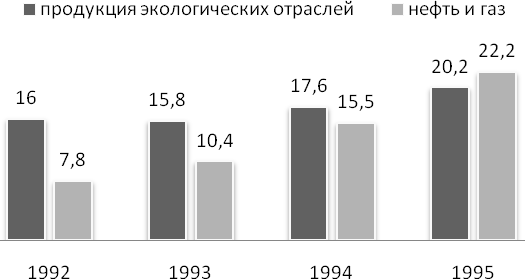 продукция экологических отраслей нефть и газ
16 7,8 15,8 10,4 17,6 15,5 20,2 22,2
1992 1993 1994 1995